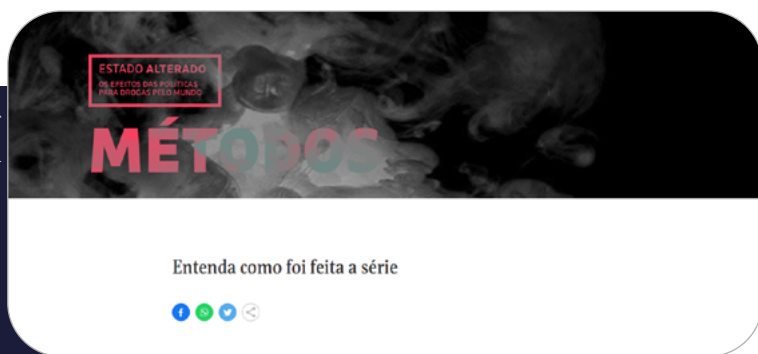 ESTADO ALTERADO
OS EFEITOS DAS POLÍTICAS
PARA DROGAS PELO MUNDO
MÉTODOS
Entenda como foi feita a série